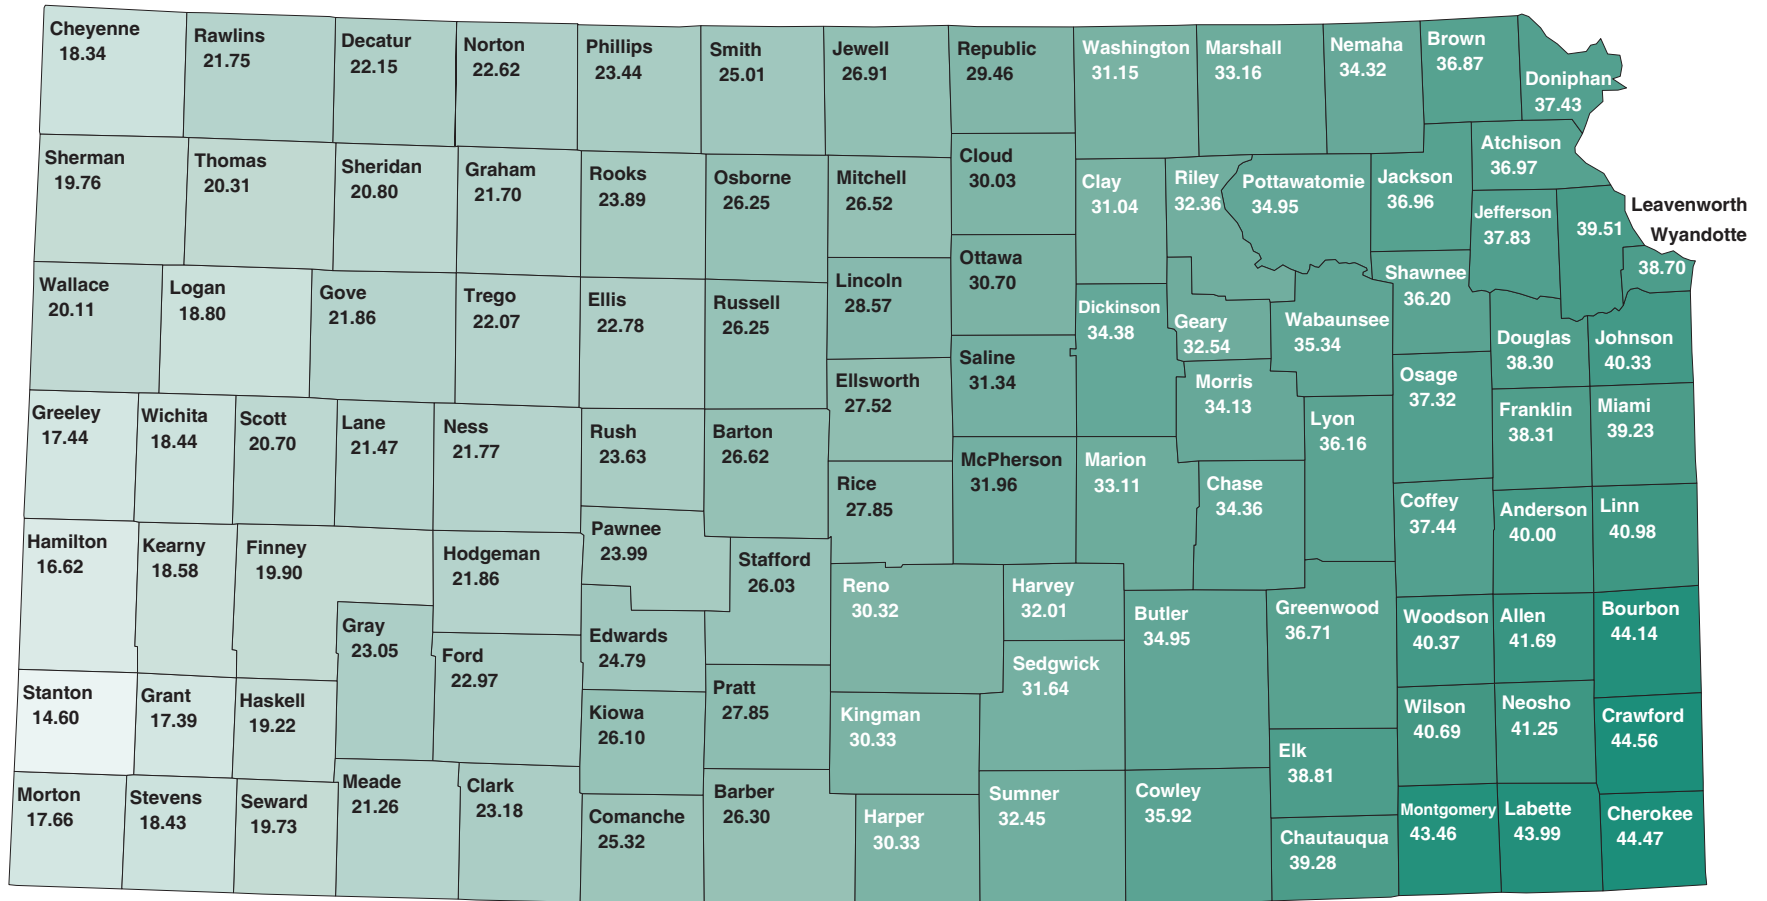 Cheyenne
18.34
Rawlins
21.75
Decatur
22.15
Norton
22.62
Phillips
23.44
Smith
25.01
Jewell
26.91
Republic
29.46
Washington
31.15
Marshall
33.16
Nemaha
34.32
Brown
36.87
Doniphan
37.43
Sherman
19.76
Thomas
20.31
Sheridan
20.80
Graham
21.70
Rooks
23.89
Osborne
26.25
Mitchell
26.52
Cloud
30.03
Clay
31.04
Riley
32.36
Pottawatomie
34.95
Jackson
36.96
Atchison
36.97
Jefferson
37.83
Leavenworth
39.51
Wyandotte
38.70
Wallace
20.11
Logan
18.80
Gove
21.86
Trego
22.07
Ellis
22.78
Russell
26.25
Lincoln
28.57
Ottawa
30.70
Dickinson
34.38
Geary
32.54
Wabaunsee
35.34
Shawnee
36.20
Douglas
38.30
Johnson
40.33
Ellsworth
27.52
Saline
31.34
Morris
34.13
Osage
37.32
Franklin
38.31
Miami
39.23
Greeley
17.44
Wichita
18.44
Scott
20.70
Lane
21.47
Ness
21.77
Rush
23.63
Barton
26.62
Rice
27.85
McPherson
31.96
Marion
33.11
Chase
34.36
Lyon
36.16
Coffey
37.44
Anderson
40.00
Linn
40.98
Hamilton
16.62
Kearny
18.58
Finney
19.90
Hodgeman
21.86
Pawnee
23.99
Stafford
26.03
Reno
30.32
Harvey
32.01
Butler
34.95
Greenwood
36.71
Woodson
40.37
Allen
41.69
Bourbon
44.14
Gray
23.05
Ford
22.97
Edwards
24.79
Sedgwick
31.64
Stanton
14.60
Grant
17.39
Haskell
19.22
Kiowa
26.10
Pratt
27.85
Kingman
30.33
Elk
38.81
Wilson
40.69
Neosho
41.25
Crawford
44.56
Morton
17.66
Stevens
18.43
Seward
19.73
Meade
21.26
Clark
23.18
Comanche
25.32
Barber
26.30
Harper
30.33
Sumner
32.45
Cowley
35.92
Chautauqua
39.28
Montgomery
43.46
Labette
43.99
Cherokee
44.47